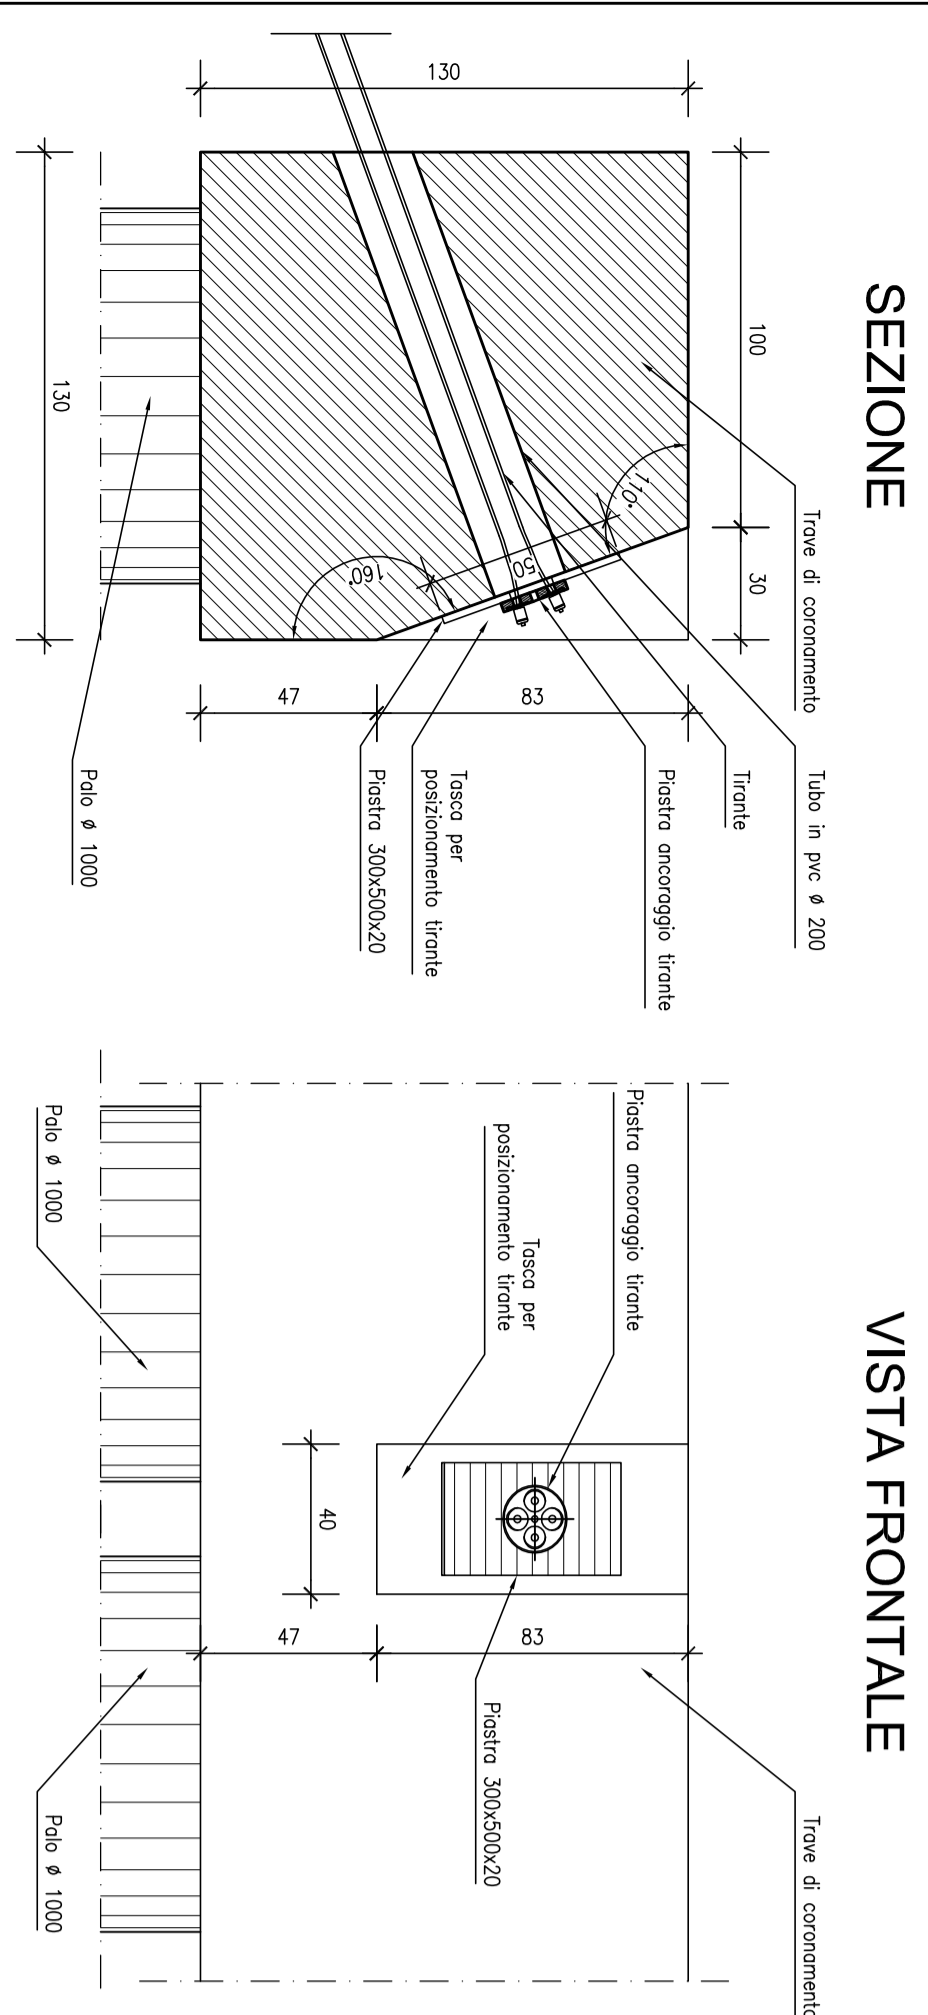 SEZIONE
130
100
30
130
110°
160°
50
47
83
Trave di coronamento
Tubo in pvc ø 200
Tirante
Piastra ancoraggio tirante
Tasca per
posizionamento tirante
Piastra 300x500x20
Palo ø 1000
VISTA FRONTALE
Piastra ancoraggio tirante
Tasca per
posizionamento tirante
40
47
83
Piastra 300x500x20
Trave di coronamento
Palo ø 1000
Palo ø 1000